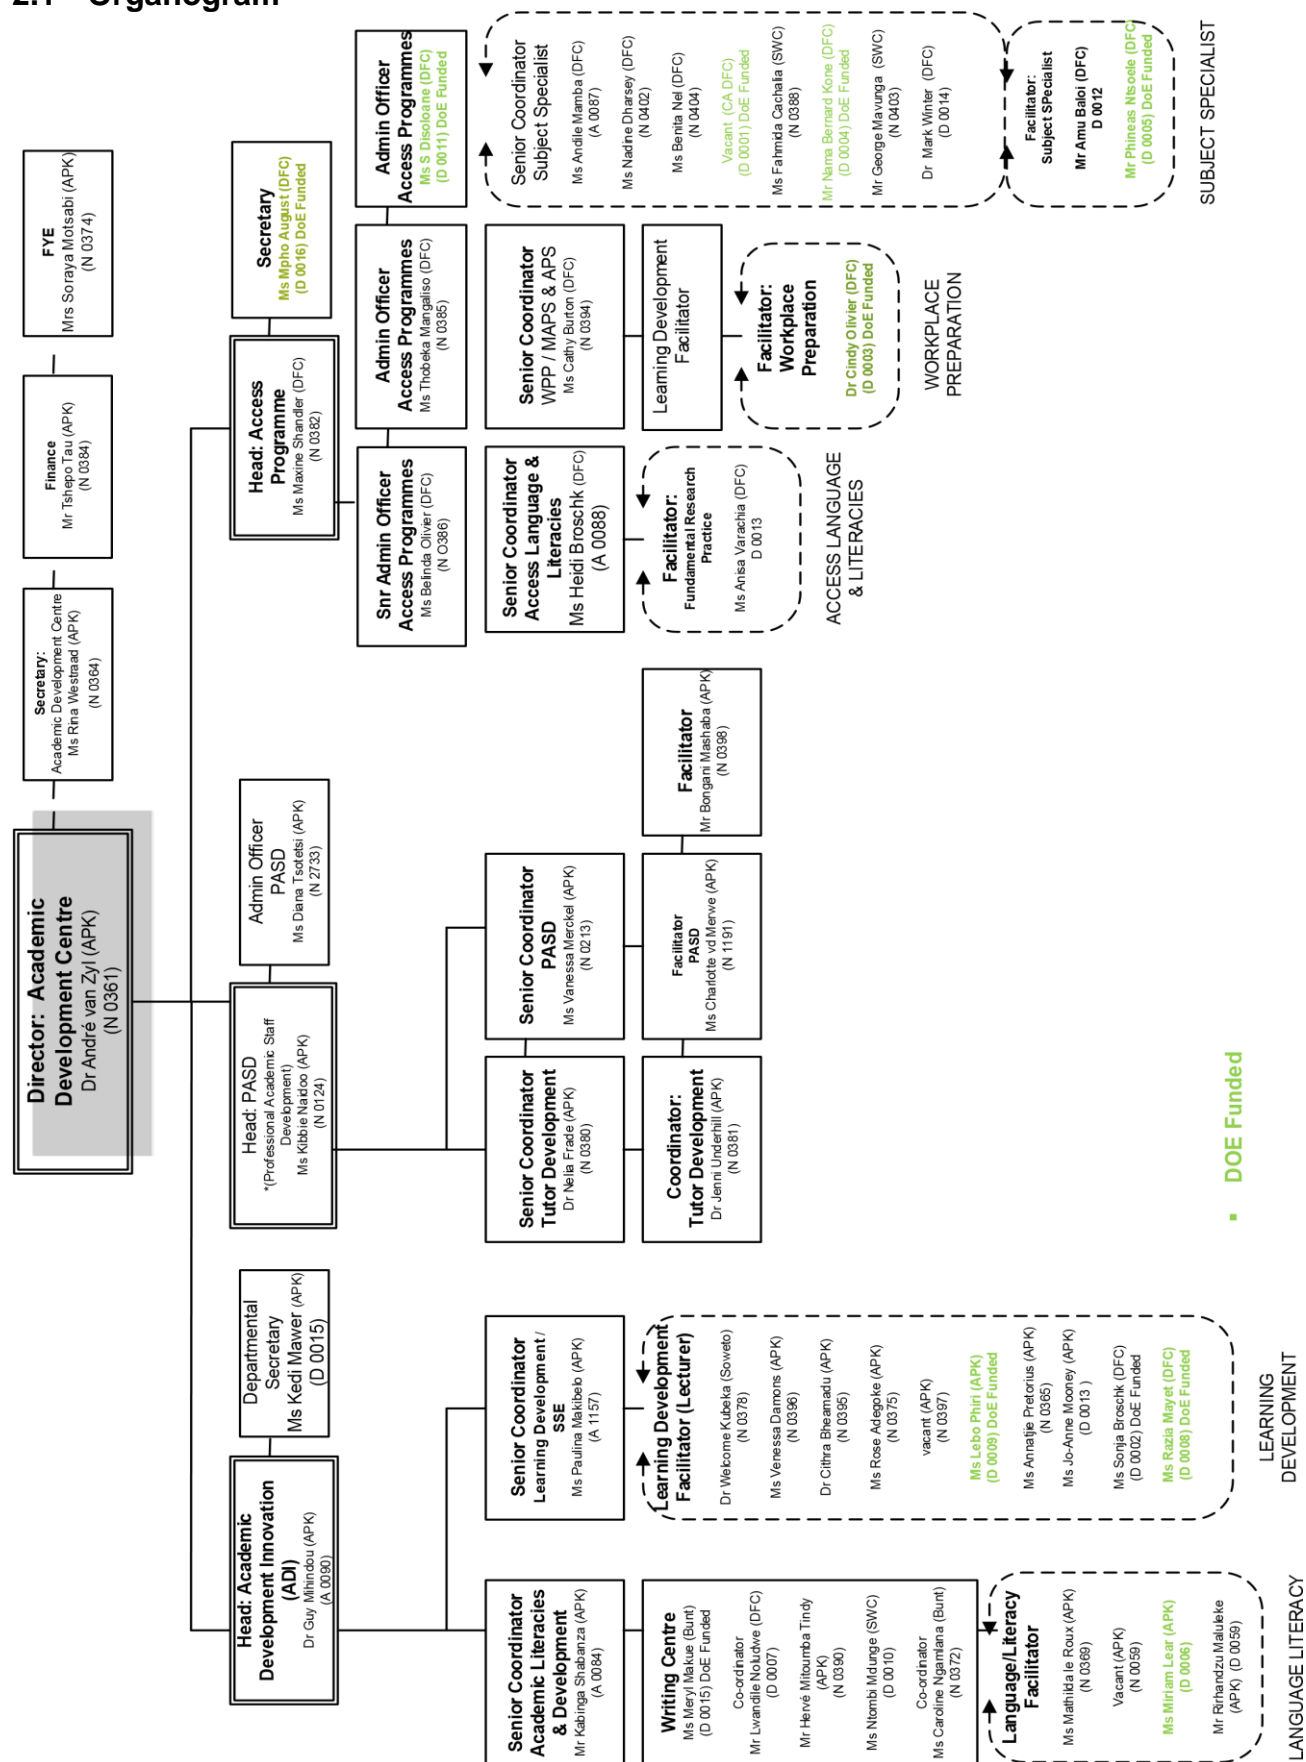 2.1 Organogram
Director: Academic
Development Centre
Dr André van Zyl (APK)
(N 0361)
Secretary:
Academic Development Centre
Ms Rina Westraad (APK)
(N 0364)
Finance
Mr Tshepo Tau (APK)
(N 0384)
FYE
Mrs Soraya Motsabi (APK)
(N 0374)
Head: Academic
Development Innovation
(ADI)
Dr Guy Mihindou (APK)
(A 0090)
Departmental
Secretary
Ms Kedi Mawer (APK)
(D 0015)
Head: PASD
*(Professional Academic Staff
Development)
Ms Kibbie Naidoo (APK)
(N 0124)
Admin Officer
PASD
Ms Diana Tsotetsi (APK)
(N 2733)
Head: Access
Programme
Ms Maxine Shandler (DFC)
(N 0382)
Secretary
Ms Mpho August (DFC)
(D 0016) DoE Funded
Snr Admin Officer
Access Programmes
Ms Belinda Olivier (DFC)
(N O386)
Admin Officer
Access Programmes
Ms Thobeka Mangaliso (DFC)
(N 0385)
Admin Officer
Access Programmes
Ms S Disoloane (DFC)
(D 0011) DoE Funded
Senior Coordinator
Academic Literacies
& Development
Mr Kabinga Shabanza (APK)
(A 0084)
Senior Coordinator
Learning Development /
SSE
Ms Paulina Makibelo (APK)
(A 1157)
Senior Coordinator
Tutor Development
Dr Nelia Frade (APK)
(N 0380)
Senior Coordinator
PASD
Ms Vanessa Merckel (APK)
(N 0213)
Senior Coordinator
Access Language &
Literacies
Ms Heidi Broschk (DFC)
(A 0088)
Senior Coordinator
WPP / MAPS & APS
Ms Cathy Burton (DFC)
(N 0394)
Senior Coordinator
Subject Specialist
Ms Andile Mamba (DFC)
(A 0087)
Ms Nadine Dharsey (DFC)
(N 0402)
Ms Benita Nel (DFC)
(N 0404)
Vacant (CA DFC)
(D 0001) DoE Funded
Ms Fahmida Cachalia (SWC)
(N 0388)
Mr Nama Bernard Kone (DFC)
(D 0004) DoE Funded
Mr George Mavunga (SWC)
(N 0403)
Dr Mark Winter (DFC)
(D 0014)
Writing Centre
Ms Meryl Makue (Bunt)
(D 0015) DoE Funded
Co-ordinator
Mr Lwandile Noludwe (DFC)
(D 0007)
Mr Hervé Mitoumba Tindy
(APK)
(N 0390)
Ms Ntombi Mdunge (SWC)
(D 0010)
Co-ordinator
Ms Caroline Ngamlana (Bunt)
(N 0372)
Learning Development
Facilitator (Lecturer)
Dr Welcome Kubeka (Soweto)
(N 0378)
Ms Venessa Damons (APK)
(N 0396)
Dr Cithra Bheamadu (APK)
(N 0395)
Ms Rose Adegoke (APK)
(N 0375)
vacant (APK)
(N 0397)
Ms Lebo Phiri (APK)
(D 0009) DoE Funded
Ms Annatjie Pretorius (APK)
(N 0365)
Ms Jo-Anne Mooney (APK)
(D 0013 )
Ms Sonja Broschk (DFC)
(D 0002) DoE Funded
Ms Razia Mayet (DFC)
(D 0008) DoE Funded
Coordinator:
Tutor Development
Dr Jenni Underhill (APK)
(N 0381)
Facilitator
PASD
Ms Charlotte vd Merwe (APK)
(N 1191)
Facilitator
Mr Bongani Mashaba (APK)
(N 0398)
Facilitator:
Fundamental Research
Practice
Ms Anisa Varachia (DFC)
D 0013
Learning Development
Facilitator
Facilitator:
Workplace
Preparation
Dr Cindy Olivier (DFC)
(D 0003) DoE Funded
Facilitator:
Subject SPecialist
Mr Amu Baloi (DFC)
D 0012
Mr Phineas Ntsoele (DFC)
(D 0005) DoE Funded
Language/Literacy
Facilitator
Ms Mathilda le Roux (APK)
(N 0369)
Vacant (APK)
(N 0059)
Ms Miriam Lear (APK)
(D 0006)
Mr Rirhandzu Maluleke
(APK) (D 0059)
LANGUAGE LITERACY
LEARNING
DEVELOPMENT
▪ DOE Funded
ACCESS LANGUAGE
& LITERACIES
WORKPLACE
PREPARATION
SUBJECT SPECIALIST